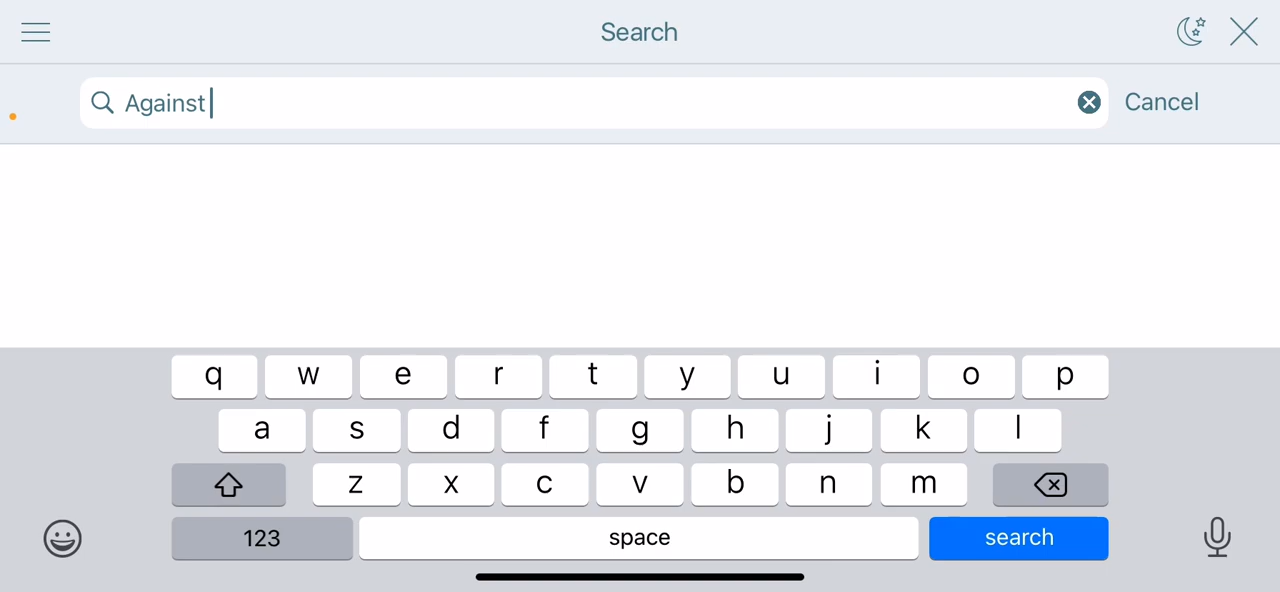 Search
Against
Cancel
q w e r t y u i o p
a s d f g h j k l
z x c v b n m
123 space search